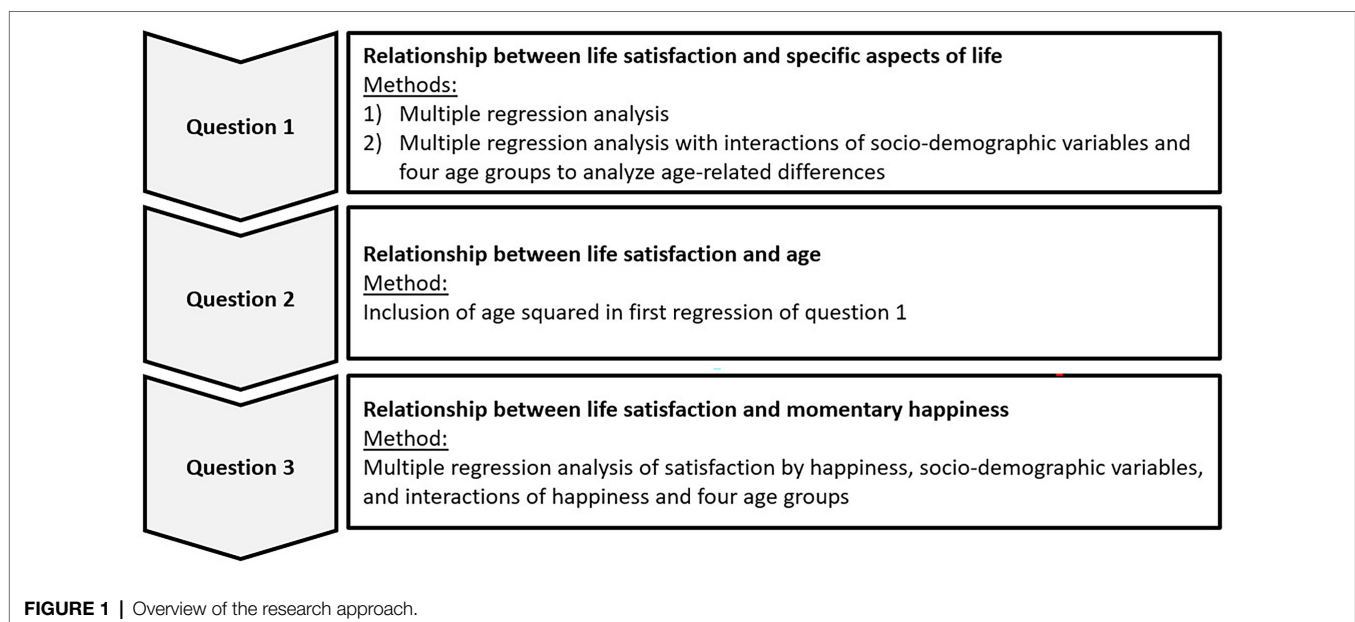 Question 1
Relationship between life satisfaction and specific aspects of life
Methods:
1) Multiple regression analysis
2) Multiple regression analysis with interactions of socio-demographic variables and
four age groups to analyze age-related differences
Question 2
Relationship between life satisfaction and age
Method:
Inclusion of age squared in first regression of question 1
Question 3
Relationship between life satisfaction and momentary happiness
Method:
Multiple regression analysis of satisfaction by happiness, socio-demographic variables,
and interactions of happiness and four age groups
FIGURE 1 | Overview of the research approach.